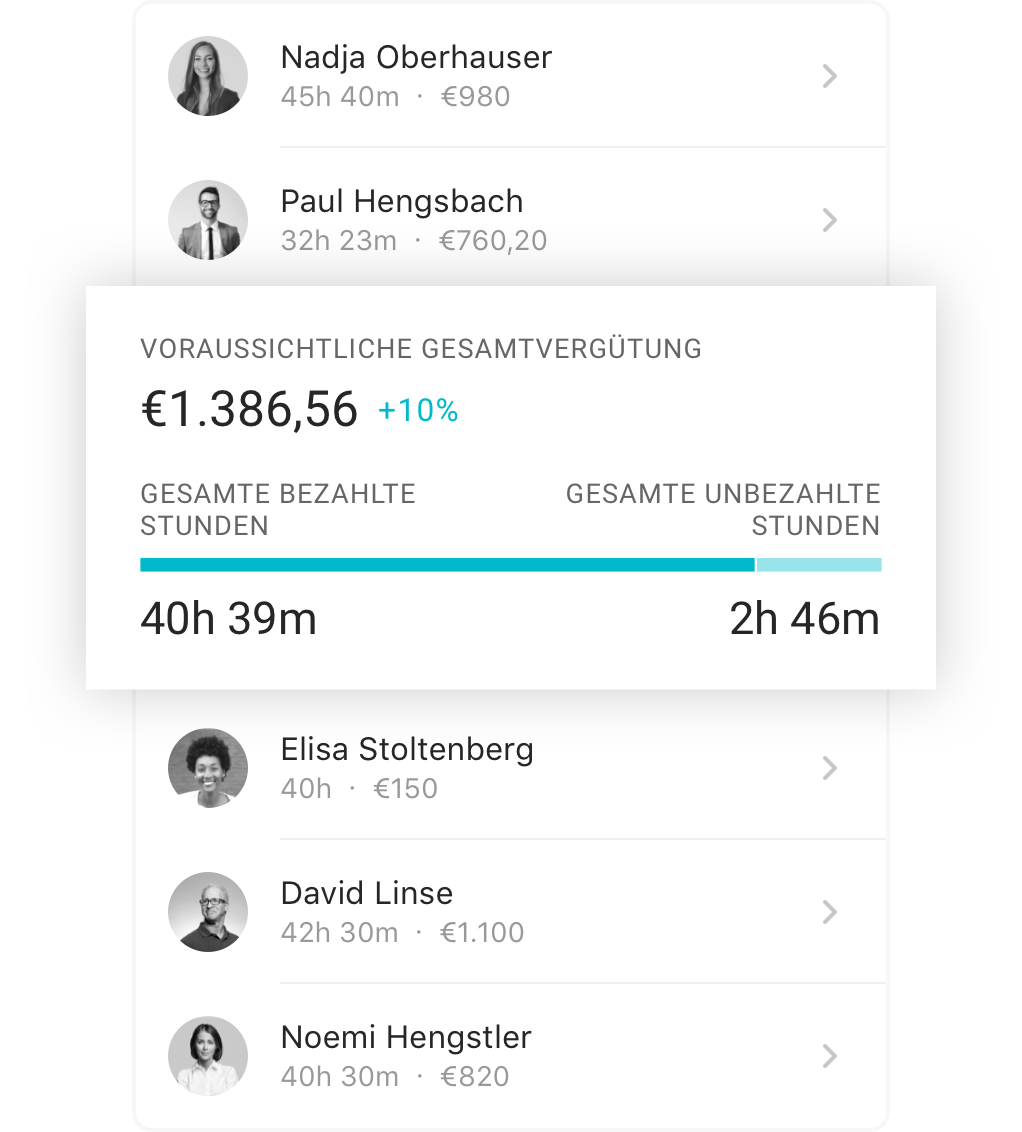 Nadja Oberhauser
45h 40m · €980
Paul Hengsbach
32h 23m · €760,20
VORAUSSICHTLICHE GESAMTVERGÜTUNG
€1.386,56 +10%
GESAMTE BEZAHLTE
STUNDEN
GESAMTE UNBEZAHLTE
STUNDEN
40h 39m
2h 46m
Elisa Stoltenberg
40h · €150
David Linse
42h 30m · €1.100
Noemi Hengstler
40h 30m · €820